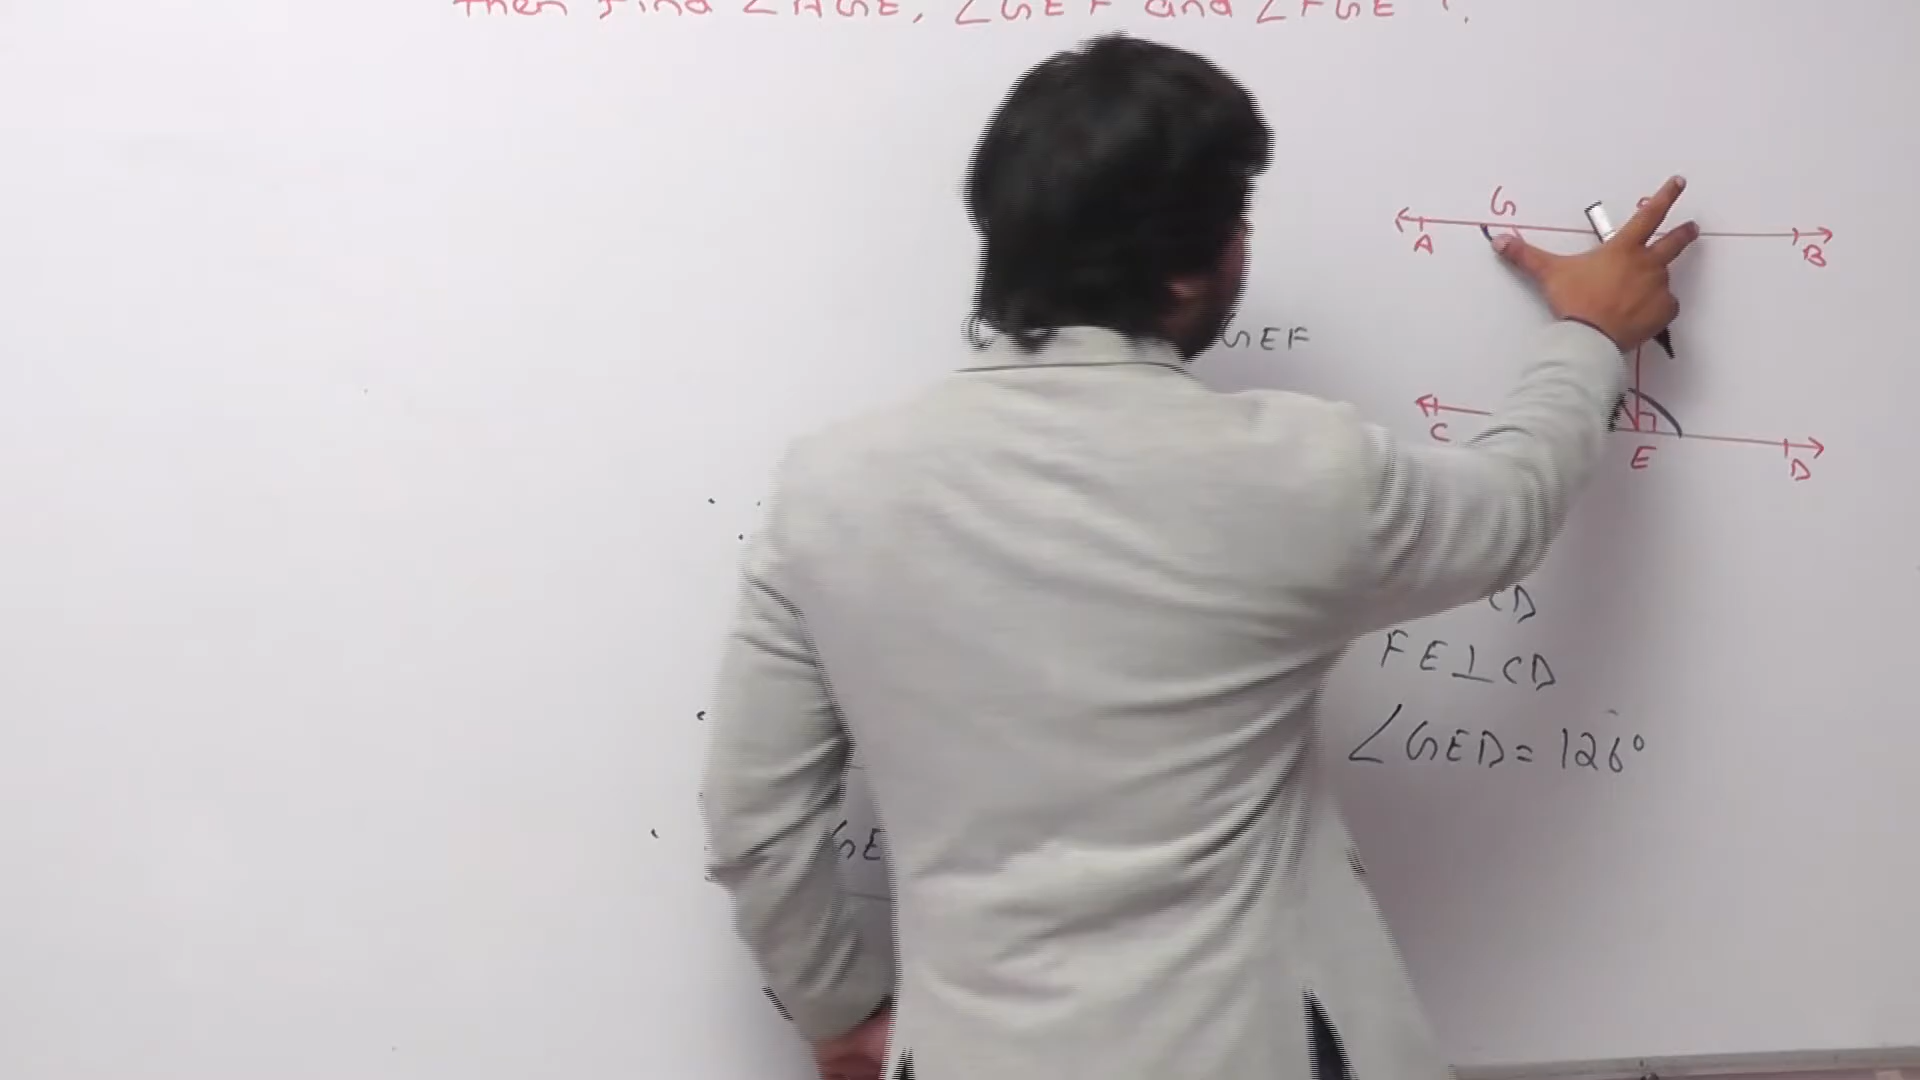 then find ∠AGE, ∠GEF and ∠FGE ?.
G
A
B
GEF
C
E
D
CD
FE⊥CD
∠GED = 126°
GE